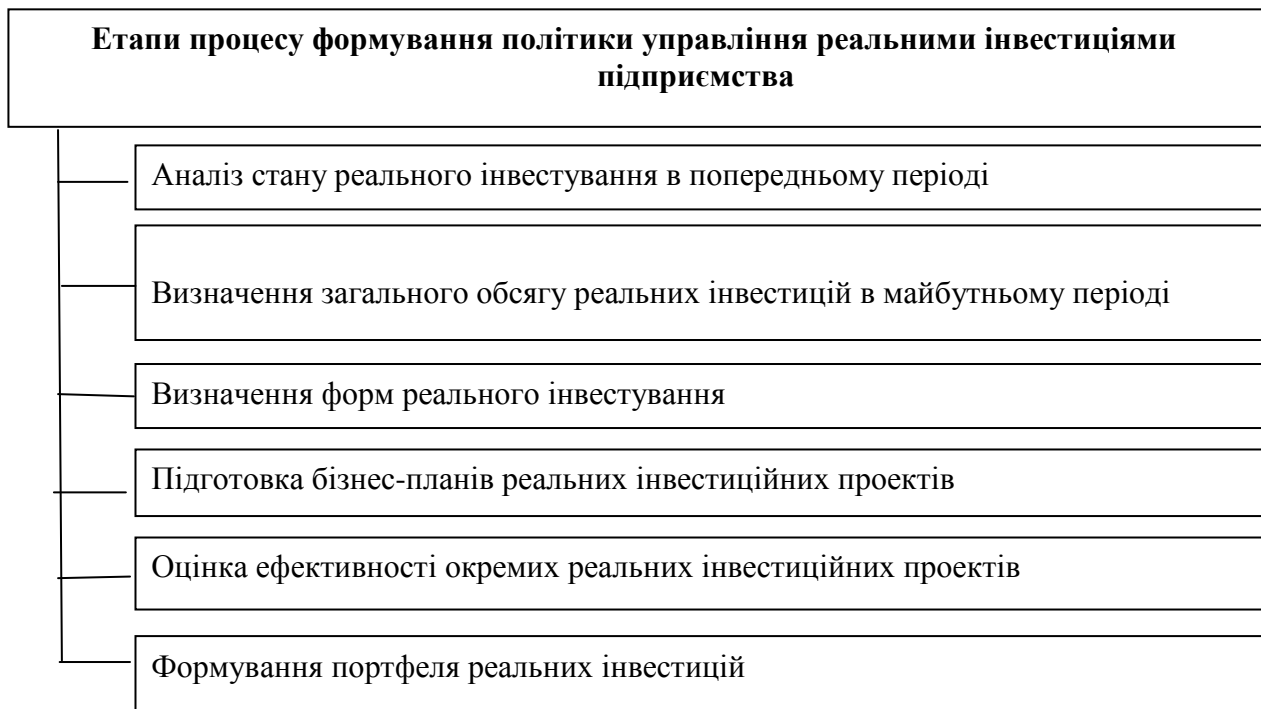 Етапи процесу формування політики управління реальними інвестиціями
підприємства
Аналіз стану реального інвестування в попередньому періоді
Визначення загального обсягу реальних інвестицій в майбутньому періоді
Визначення форм реального інвестування
Підготовка бізнес-планів реальних інвестиційних проектів
Оцінка ефективності окремих реальних інвестиційних проектів
Формування портфеля реальних інвестицій